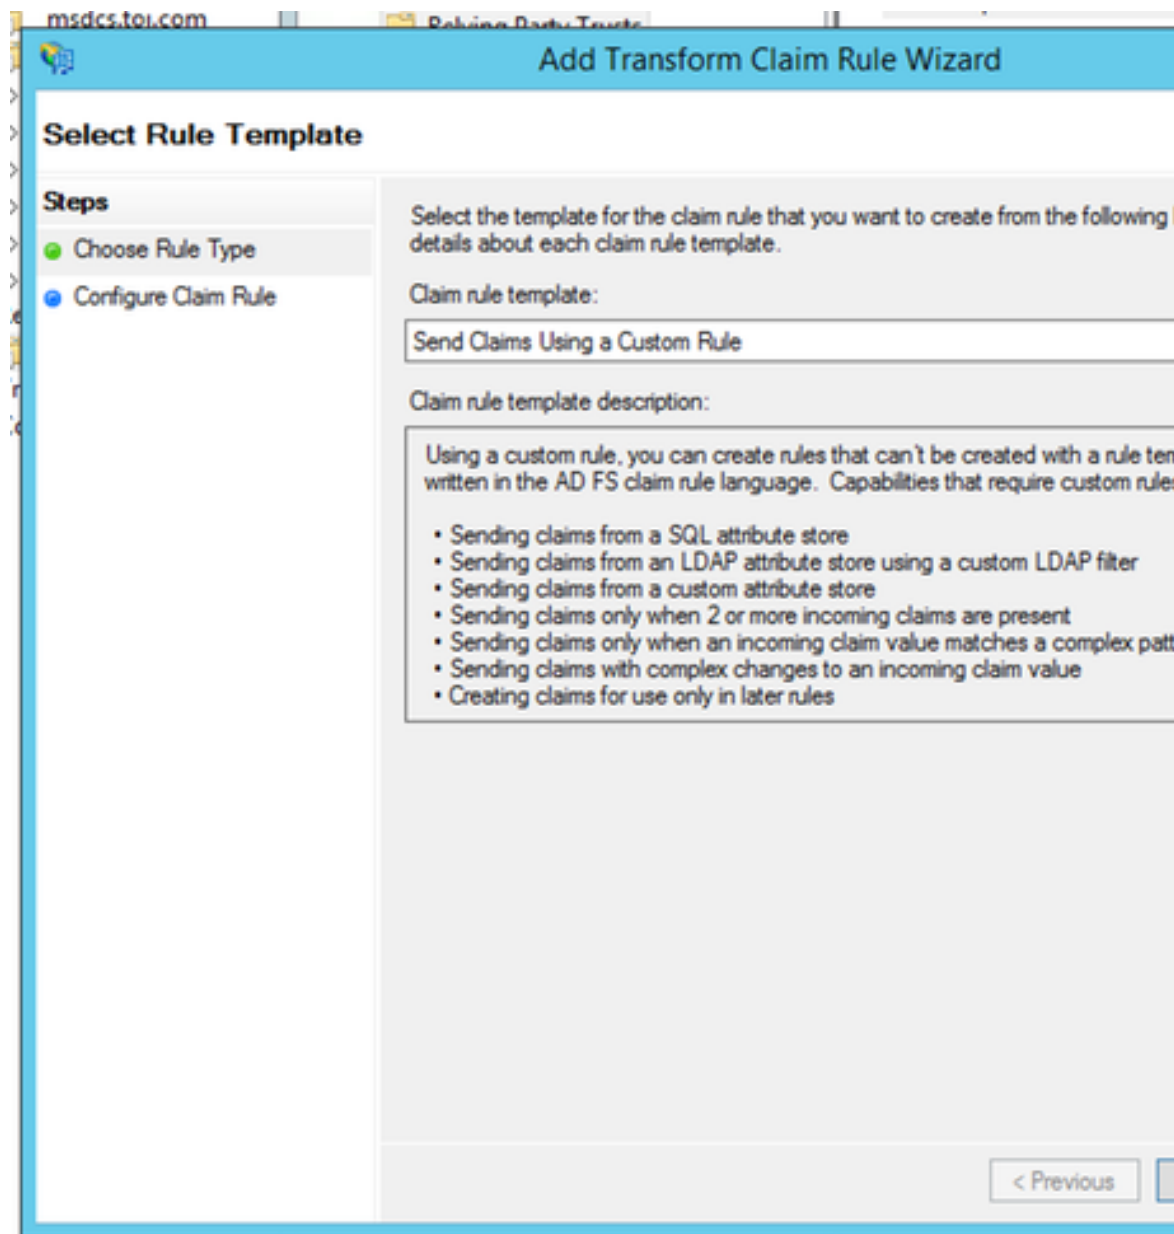 msdcs.toi.com
Relying Party Trusts
Add Transform Claim Rule Wizard
Select Rule Template
Steps
Choose Rule Type
Configure Claim Rule
Select the template for the claim rule that you want to create from the following
details about each claim rule template.
Claim rule template:
Send Claims Using a Custom Rule
Claim rule template description:
Using a custom rule, you can create rules that can't be created with a rule tem
written in the AD FS claim rule language. Capabilities that require custom rules
• Sending claims from a SQL attribute store
• Sending claims from an LDAP attribute store using a custom LDAP filter
• Sending claims from a custom attribute store
• Sending claims only when 2 or more incoming claims are present
• Sending claims only when an incoming claim value matches a complex patt
• Sending claims with complex changes to an incoming claim value
• Creating claims for use only in later rules
< Previous